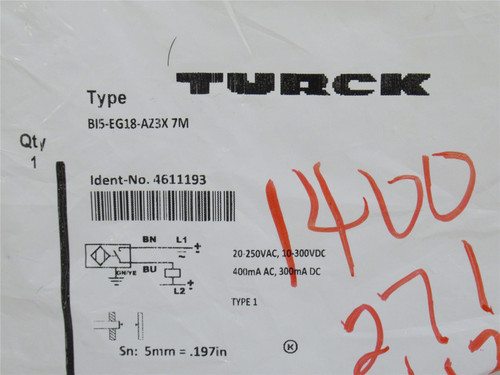 TURCK
Type
BI5-EG18-AZ3X 7M
Qty
1
Ident-No. 4611193
1400
BN L1
BU
GN/YE
L2
20-250VAC, 10-300VDC
400mA AC, 300mA DC
TYPE 1
271
Sn: 5mm = .197in
K